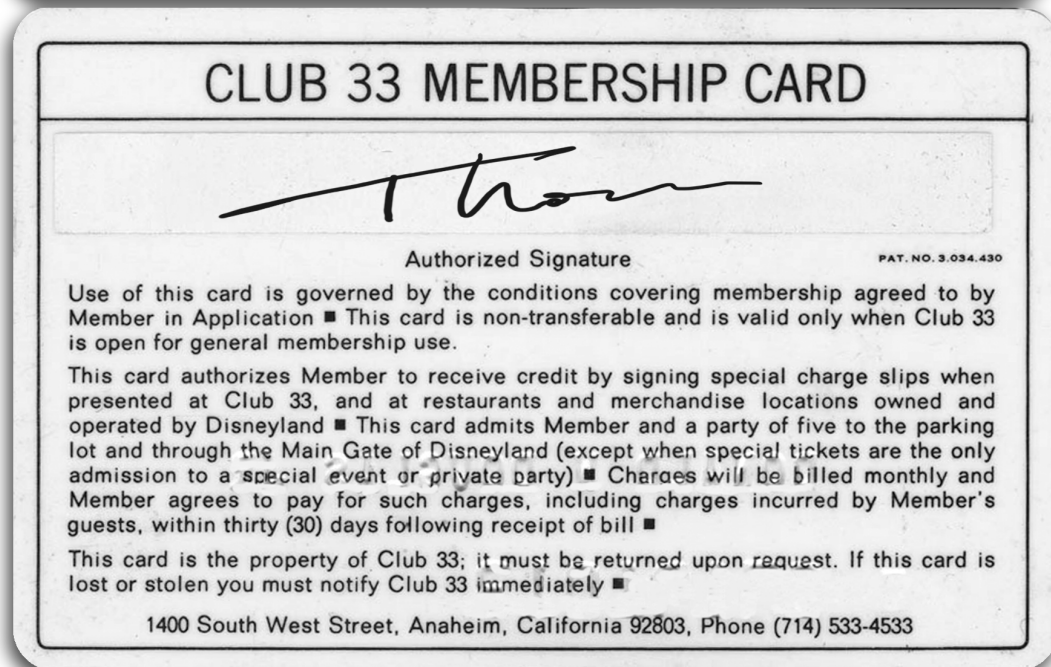 CLUB 33 MEMBERSHIP CARD
Authorized Signature
PAT. NO. 3.034.430
Use of this card is governed by the conditions covering membership agreed to by
Member in Application ■ This card is non-transferable and is valid only when Club 33
is open for general membership use.
This card authorizes Member to receive credit by signing special charge slips when
presented at Club 33, and at restaurants and merchandise locations owned and
operated by Disneyland ■ This card admits Member and a party of five to the parking
lot and through the Main Gate of Disneyland (except when special tickets are the only
admission to a special event or private party) ■ Charges will be billed monthly and
Member agrees to pay for such charges, including charges incurred by Member's
guests, within thirty (30) days following receipt of bill ■
This card is the property of Club 33; it must be returned upon request. If this card is
lost or stolen you must notify Club 33 immediately ■
1400 South West Street, Anaheim, California 92803, Phone (714) 533-4533